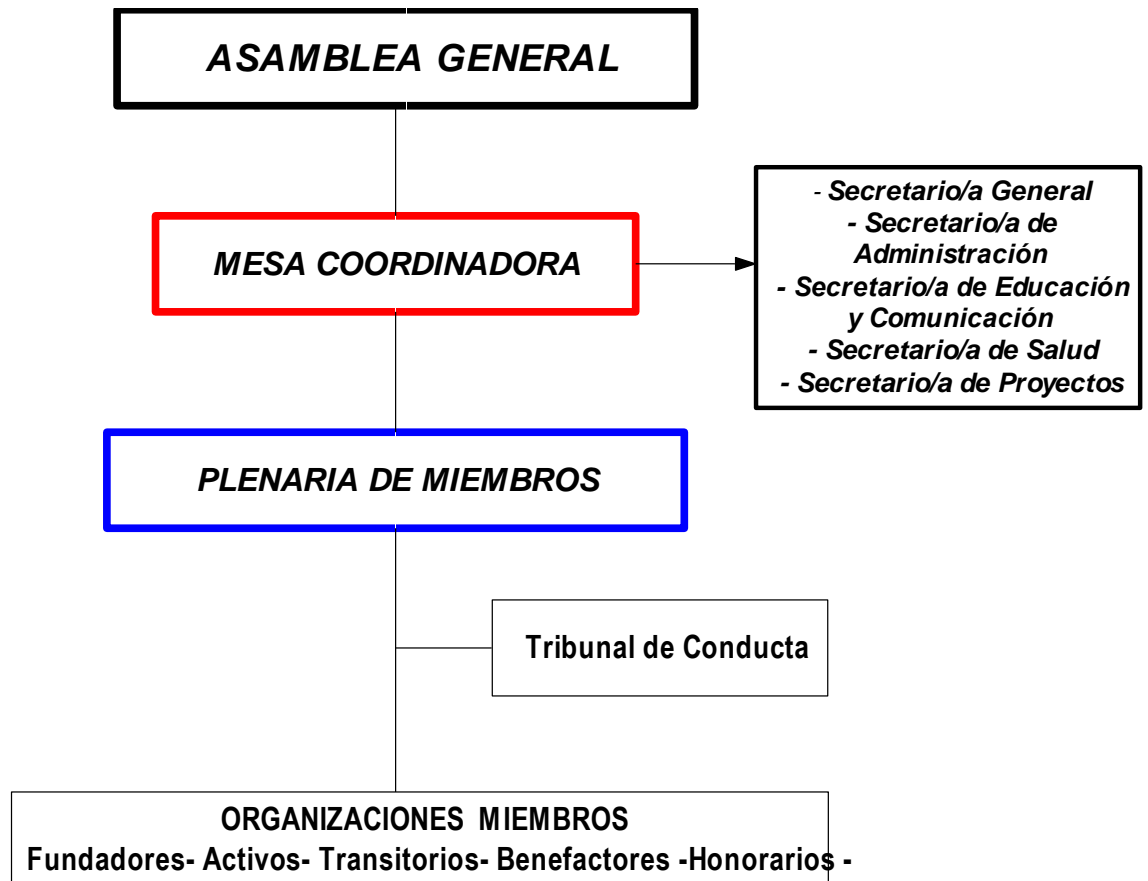 ASAMBLEA GENERAL
MESA COORDINADORA
- Secretario/a General
- Secretario/a de
Administración
- Secretario/a de Educación
y Comunicación
- Secretario/a de Salud
- Secretario/a de Proyectos
PLENARIA DE MIEMBROS
Tribunal de Conducta
ORGANIZACIONES MIEMBROS
Fundadores- Activos- Transitorios- Benefactores -Honorarios -